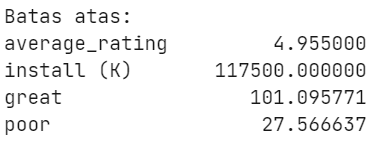 Batas atas:
average_rating 4.955000
install (K) 117500.000000
great 101.095771
poor 27.566637